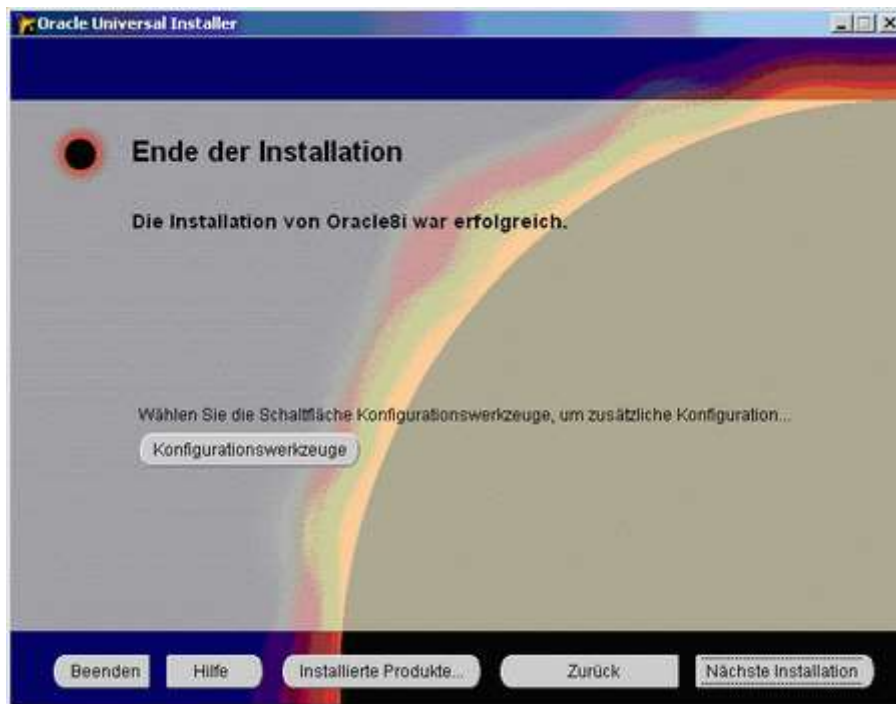 Oracle Universal Installer
Ende der Installation
Die Installation von Oracle8i war erfolgreich.
Wählen Sie die Schaltfläche Konfigurationswerkzeuge, um zusätzliche Konfiguration...
Konfigurationswerkzeuge
Beenden
Hilfe
Installierte Produkte...
Zurück
Nächste Installation